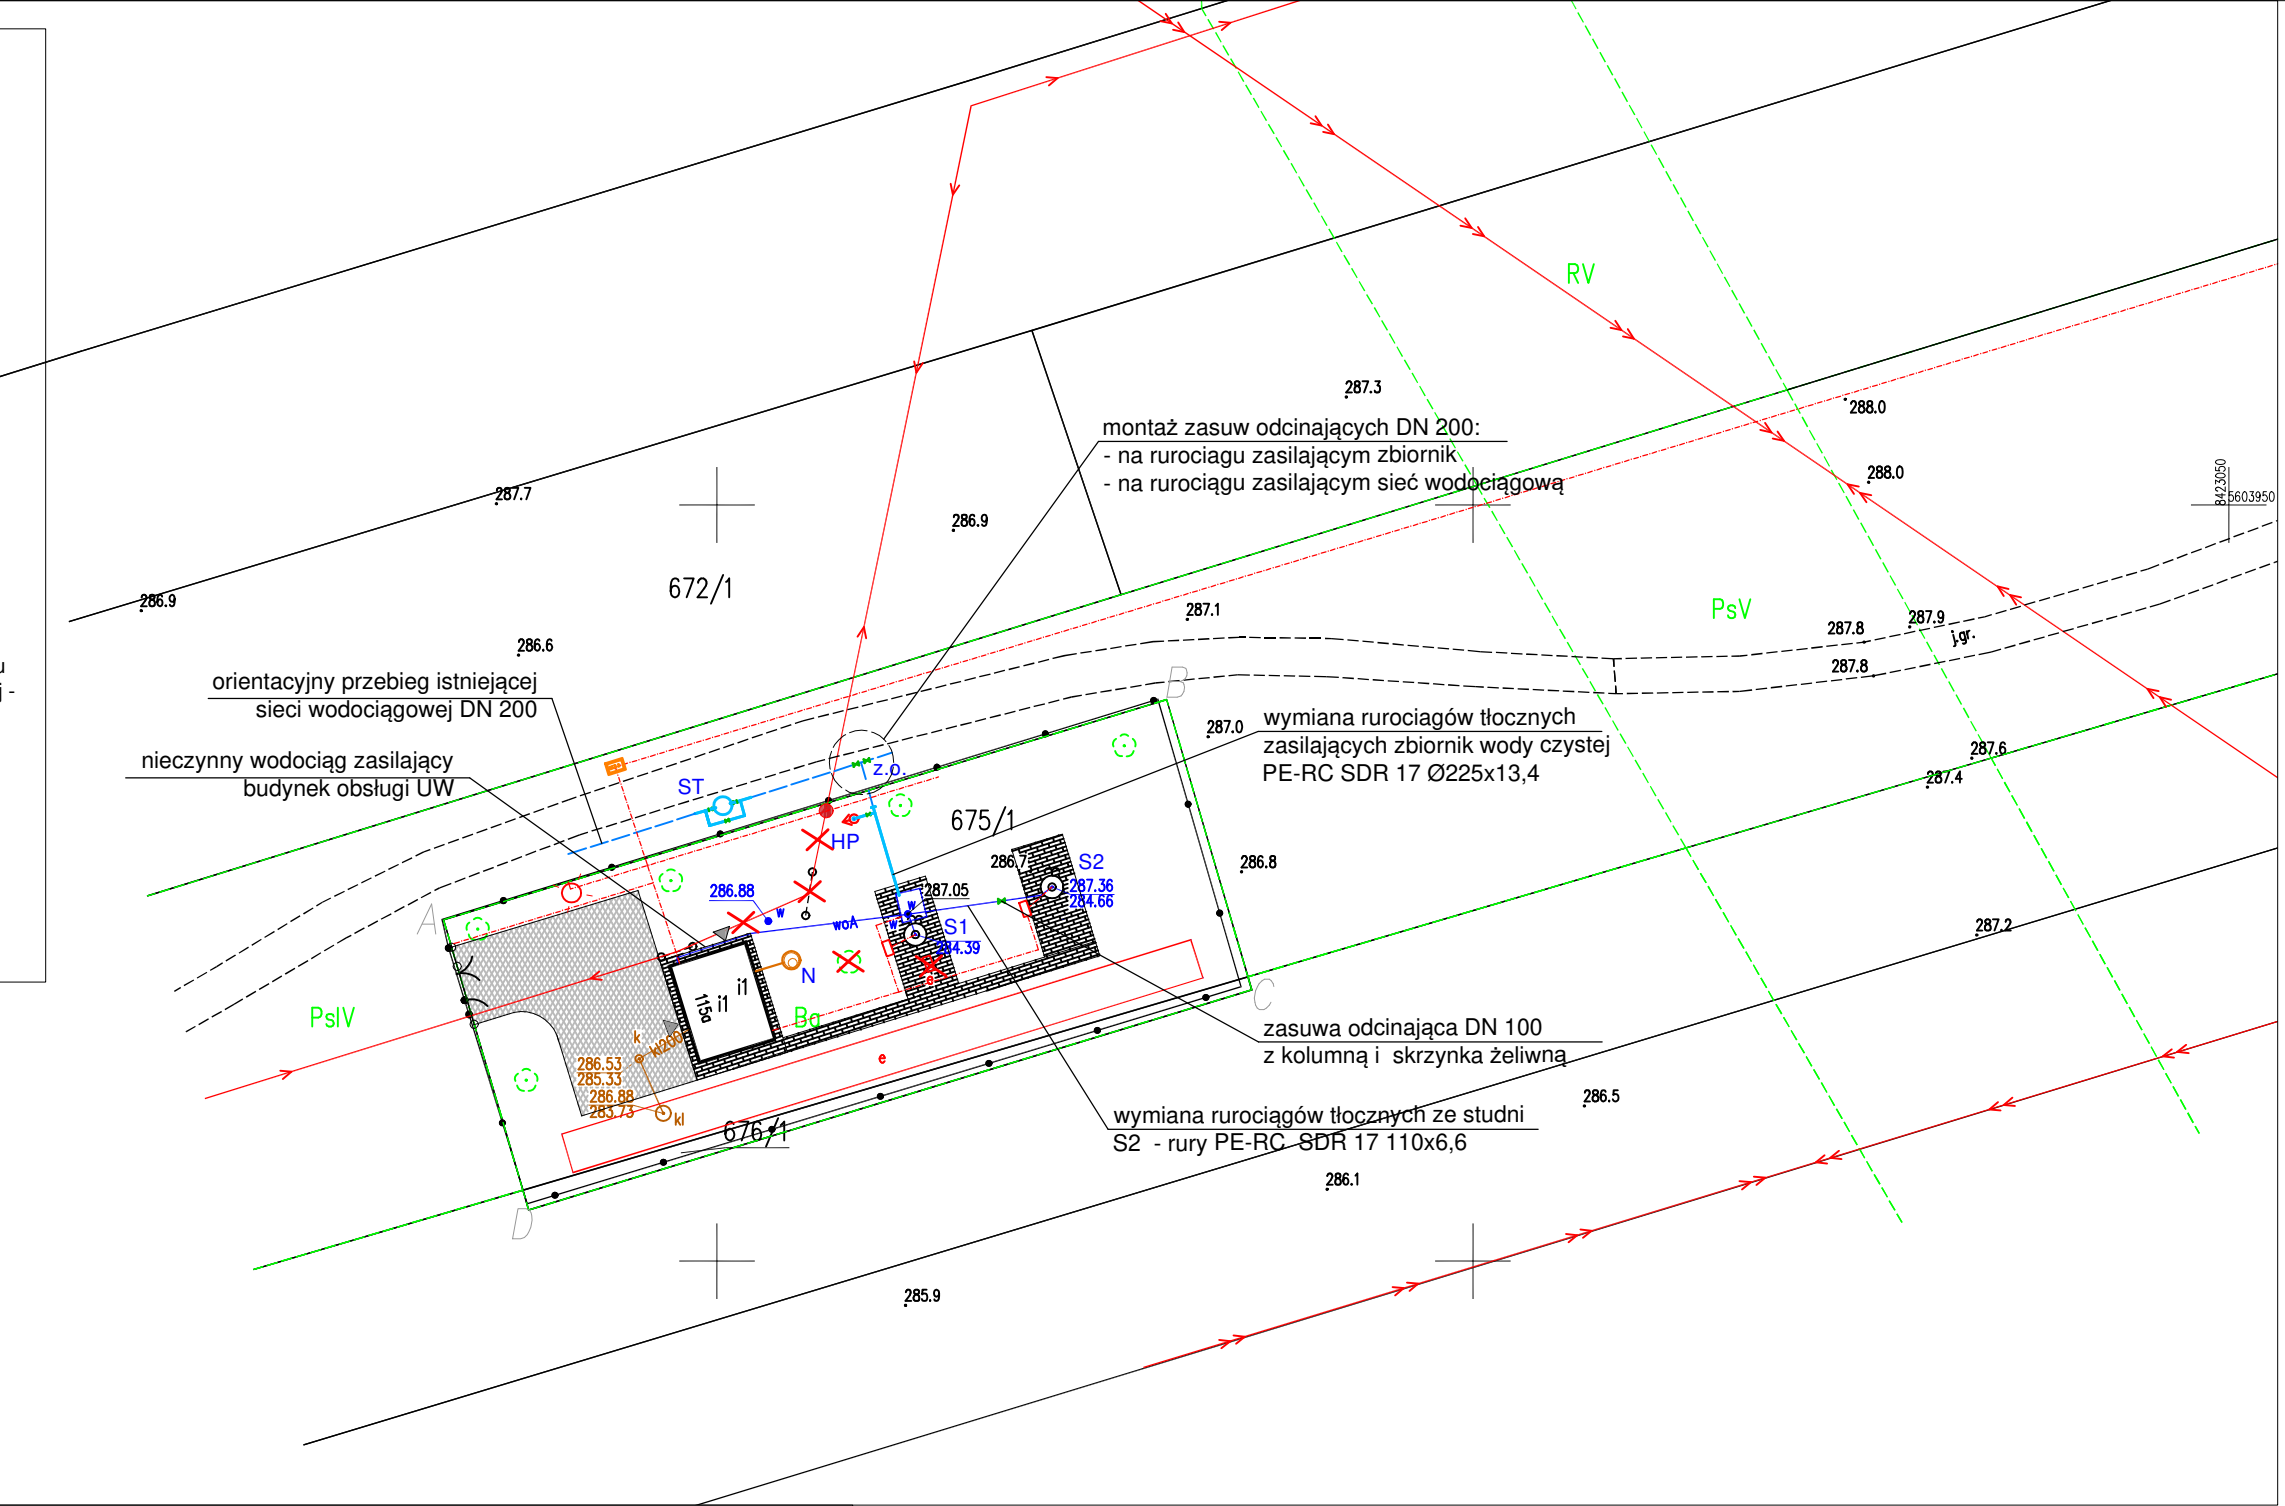 RV
287.3
288.0
montaż zasuw odcinających DN 200:
- na rurociagu zasilającym zbiornik
- na rurociągu zasilającym sieć wodociągową
288.0
8423050
5603950
287.7
286.9
672/1
286.9
287.1
PsV
287.9
287.8
j.gr.
287.8
286.6
u
j -
orientacyjny przebieg istniejącej
sieci wodociągowej DN 200
B
287.0
wymiana rurociagów tłocznych
zasilających zbiornik wody czystej
PE-RC SDR 17 Ø225x13,4
287.6
287.4
nieczynny wodociąg zasilający
budynek obsługi UW
z.o.
ST
675/1
HP
286.7
S2
286.8
287.36
284.66
286.88
287.05
A
w
w
woA
w
S1
284.39
287.2
N
e
i1
i1
115a
C
PsIV
Bo
zasuwa odcinająca DN 100
z kolumną i skrzynka żeliwną
k
kl200
e
286.53
285.33
286.88
283.73
kl
286.5
676/1
wymiana rurociągów tłocznych ze studni
S2 - rury PE-RC SDR 17 110x6,6
286.1
D
285.9